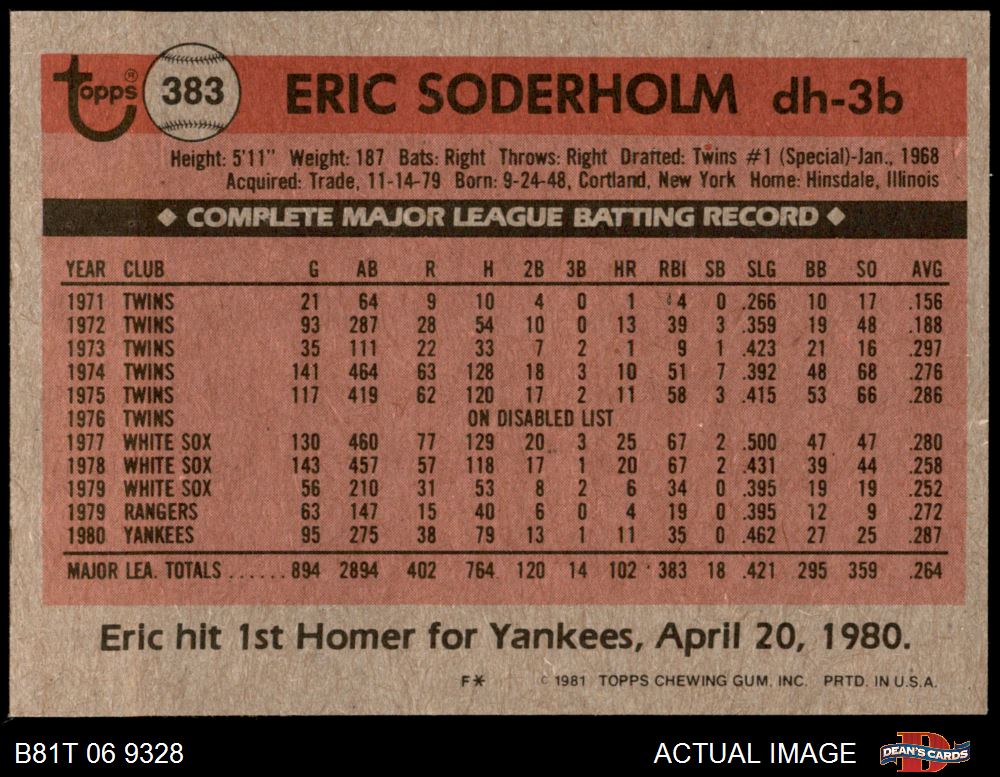 topps® 383 ERIC SODERHOLM dh-3b
Height: 5'11" Weight: 187 Bats: Right Throws: Right Drafted: Twins #1 (Special)-Jan., 1968
Acquired: Trade, 11-14-79 Born: 9-24-48, Cortland, New York Home: Hinsdale, Illinois
◆ COMPLETE MAJOR LEAGUE BATTING RECORD ◆
YEAR CLUB G AB R H 2B 3B HR RBI SB SLG BB SO AVG
1971 TWINS 21 64 9 10 4 0 1 4 0 .266 10 17 .156
1972 TWINS 93 287 28 54 10 0 13 39 3 .359 19 48 .188
1973 TWINS 35 111 22 33 7 2 1 9 1 .423 21 16 .297
1974 TWINS 141 464 63 128 18 3 10 51 7 .392 48 68 .276
1975 TWINS 117 419 62 120 17 2 11 58 3 .415 53 66 .286
1976 TWINS ON DISABLED LIST
1977 WHITE SOX 130 460 77 129 20 3 25 67 2 .500 47 47 .280
1978 WHITE SOX 143 457 57 118 17 1 20 67 2 .431 39 44 .258
1979 WHITE SOX 56 210 31 53 8 2 6 34 0 .395 19 19 .252
1979 RANGERS 63 147 15 40 6 0 4 19 0 .395 12 9 .272
1980 YANKEES 95 275 38 79 13 1 11 35 0 .462 27 25 .287
MAJOR LEA. TOTALS ...... 894 2894 402 764 120 14 102 383 18 .421 295 359 .264
Eric hit 1st Homer for Yankees, April 20, 1980.
F* © 1981 TOPPS CHEWING GUM, INC. PRTD. IN U.S.A.
B81T 06 9328 ACTUAL IMAGE DEAN'S CARDS